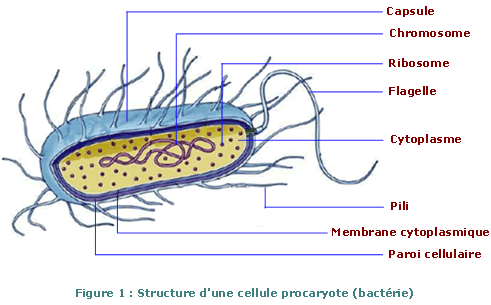 Capsule
Chromosome
Ribosome
Flagelle
Cytoplasme
Pili
Membrane cytoplasmique
Paroi cellulaire
Figure 1 : Structure d'une cellule procaryote (bactérie)